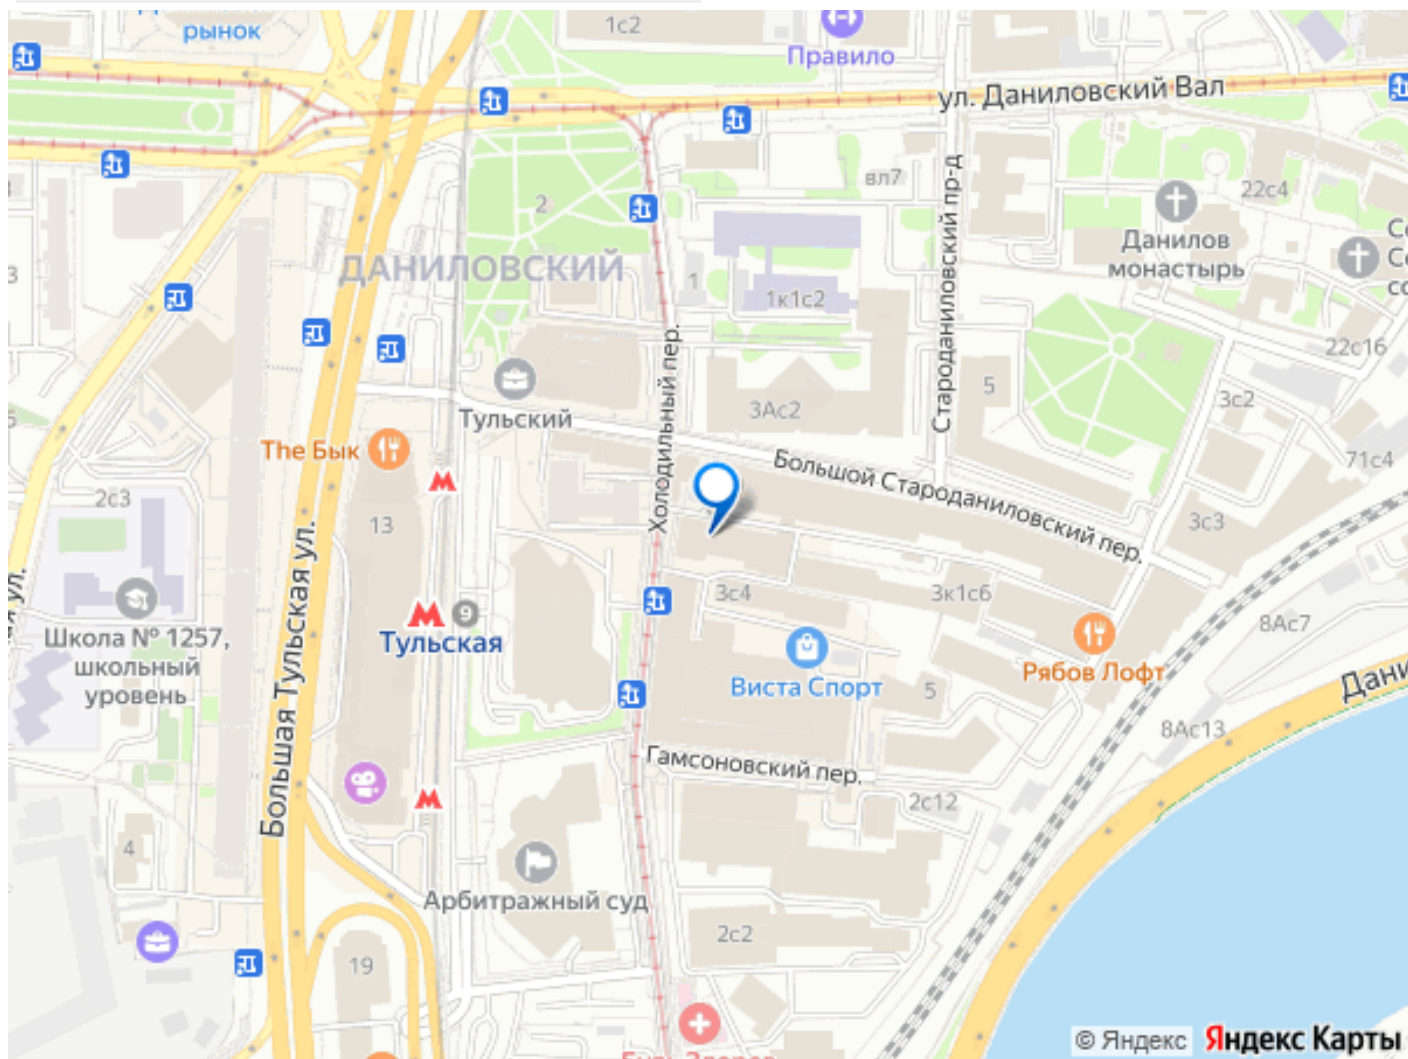 рынок
1с2
Правило
ул. Даниловский Вал
вл7
Стародани­ловский пр-д
22с4
2
Данилов
монастырь
ДАНИЛОВСКИЙ
1
1к1с2
Холодильный пер.
22с16
5
3с2
3Ас2
Тульский
The Бык
Большой Староданиловский пер.
71с4
2с3
13
3с3
Большая Тульская ул.
3с4
3к1с6
9
Тульская
8Ас7
Школа № 1257,
школьный
уровень
Рябов Лофт
Виста Спорт
5
8Ас13
Гамсоновский пер.
2с12
4
Арбитражный суд
2с2
19
© Яндекс Яндекс Карты